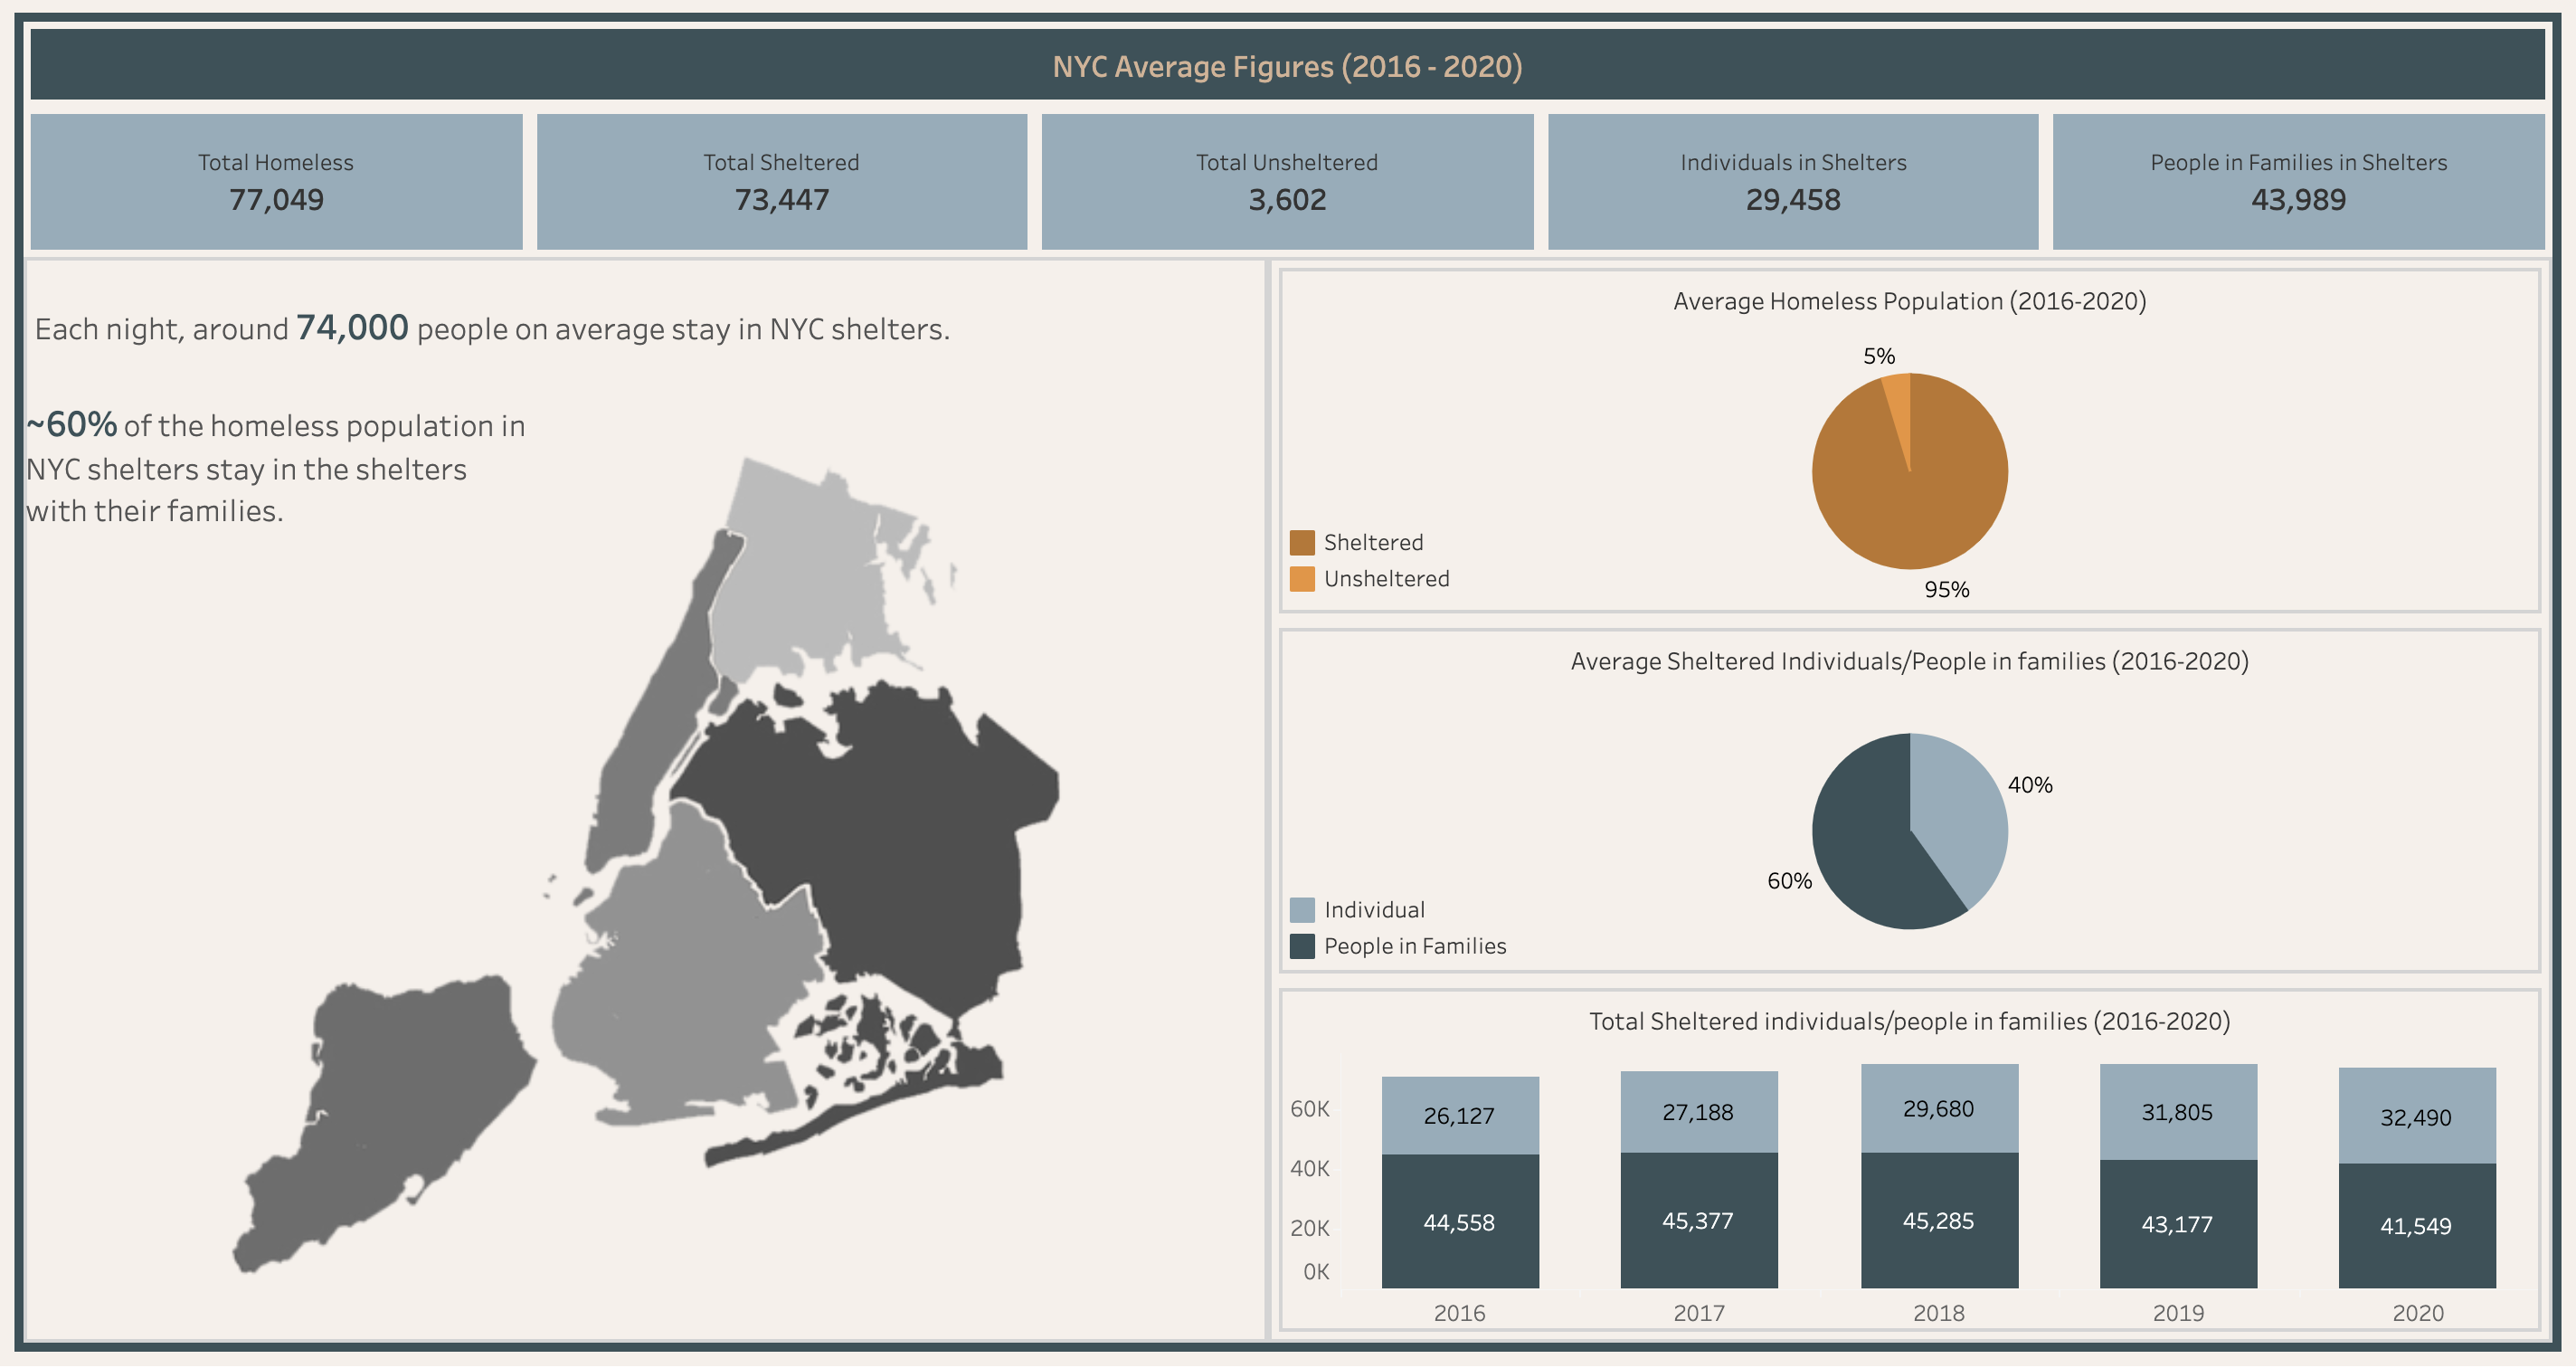 NYC Average Figures (2016 - 2020)
Total Homeless
77,049
Total Sheltered
73,447
Total Unsheltered
3,602
Individuals in Shelters
29,458
People in Families in Shelters
43,989
Each night, around 74,000 people on average stay in NYC shelters.
~60% of the homeless population in
NYC shelters stay in the shelters
with their families.
Average Homeless Population (2016-2020)
5%
95%
Sheltered
Unsheltered
Average Sheltered Individuals/People in families (2016-2020)
40%
60%
Individual
People in Families
Total Sheltered individuals/people in families (2016-2020)
60K
40K
20K
0K
26,127
27,188
29,680
31,805
32,490
44,558
45,377
45,285
43,177
41,549
2016
2017
2018
2019
2020